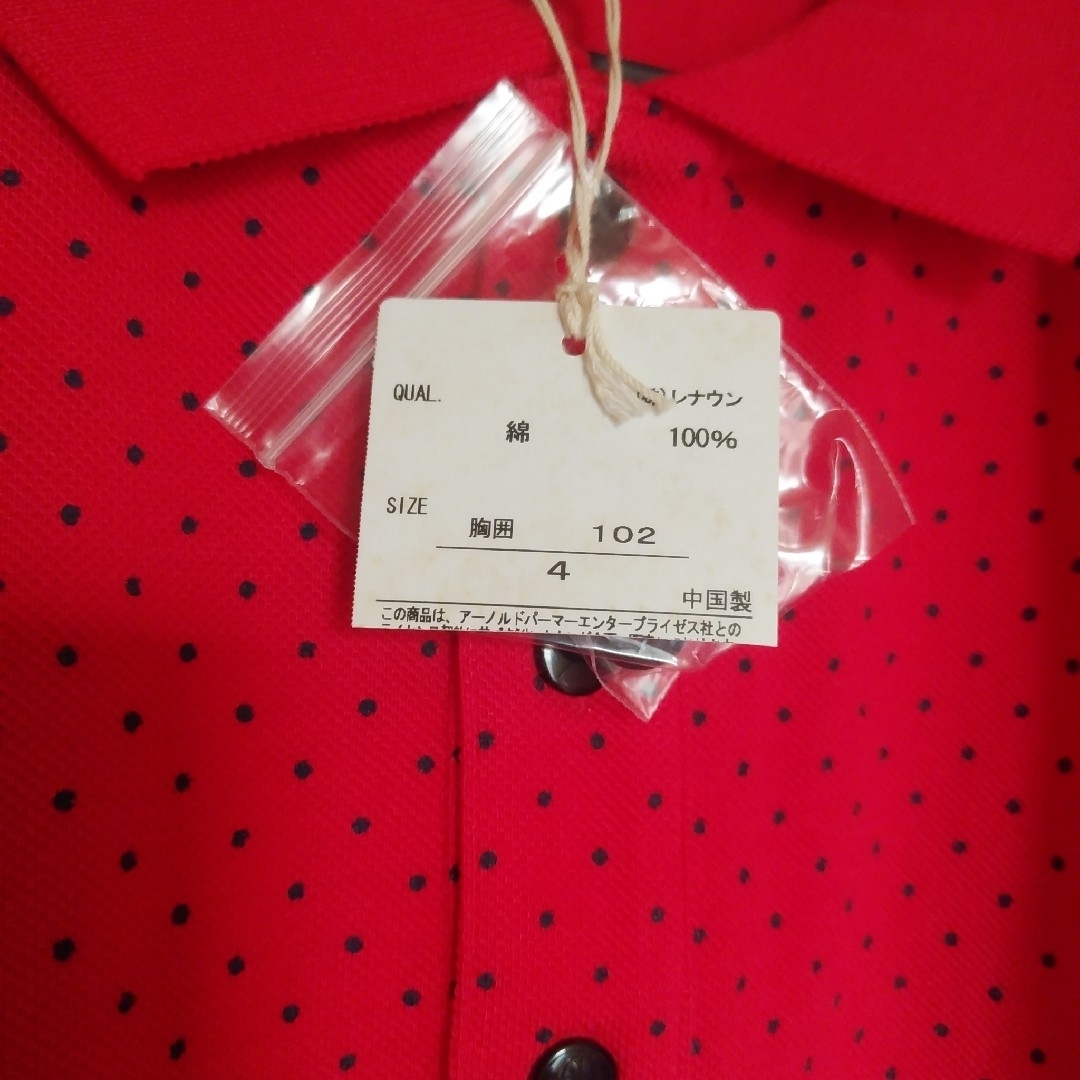 QUAL.
レナウン
綿 100%
SIZE
胸囲 102
4
中国製
この商品は、アーノルドパーマーエンタープライゼス社との